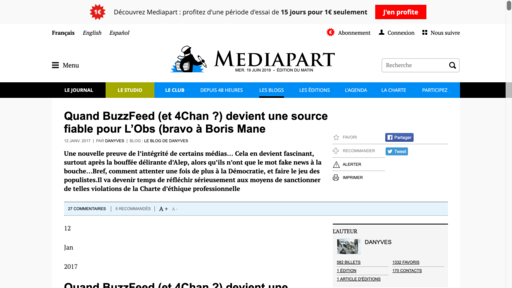 1€ Découvrez Mediapart : profitez d'une période d'essai de 15 jours pour 1€ seulement J'en profite
Français English Español
Abonnement Connexion Nous suivre
Menu
MEDIAPART
MER. 19 JUIN 2019 – ÉDITION DU MATIN
Recherche
LE JOURNAL LE STUDIO LE CLUB DEPUIS 48 HEURES LES BLOGS LES ÉDITIONS L'AGENDA LA CHARTE PARTICIPEZ
Quand BuzzFeed (et 4Chan ?) devient une source
fiable pour L'Obs (bravo à Boris Mane
12 JANV. 2017 | PAR DANYVES | BLOG : LE BLOG DE DANYVES
Une nouvelle preuve de l'intégrité de certains médias... Cela en devient fascinant,
surtout après la bouffée délirante d'Alep, alors qu'ils n'ont que le mot fake news à la
bouche...Bref, comment attenter une fois de plus à la Démocratie, et faire le jeu des
populistes.Il va devenir temps de réfléchir sérieusement aux moyens de sanctionner
de telles violations de la Charte d'éthique professionnelle
FAVORI Partager
RECOMMANDER Tweet
ALERTER
IMPRIMER
27 COMMENTAIRES | 5 RECOMMANDÉS | A + A -
12
Jan
2017
Quand BuzzFeed (et 4Chan ?) devient une
L'AUTEUR
DANYVES
582 BILLETS 1332 FAVORIS
1 ÉDITION 170 CONTACTS
1 ARTICLE D'ÉDITIONS